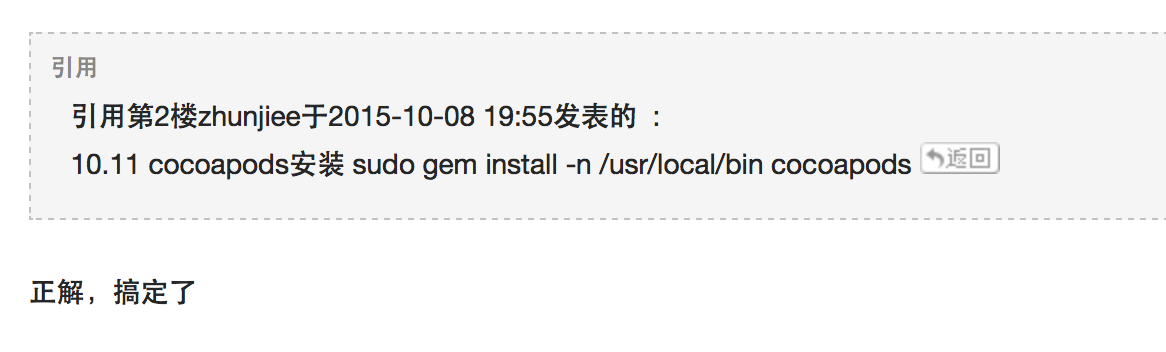 引用
引用第2楼zhunjiee于2015-10-08 19:55发表的 ：
10.11 cocoapods安装 sudo gem install -n /usr/local/bin cocoapods 返回
正解，搞定了